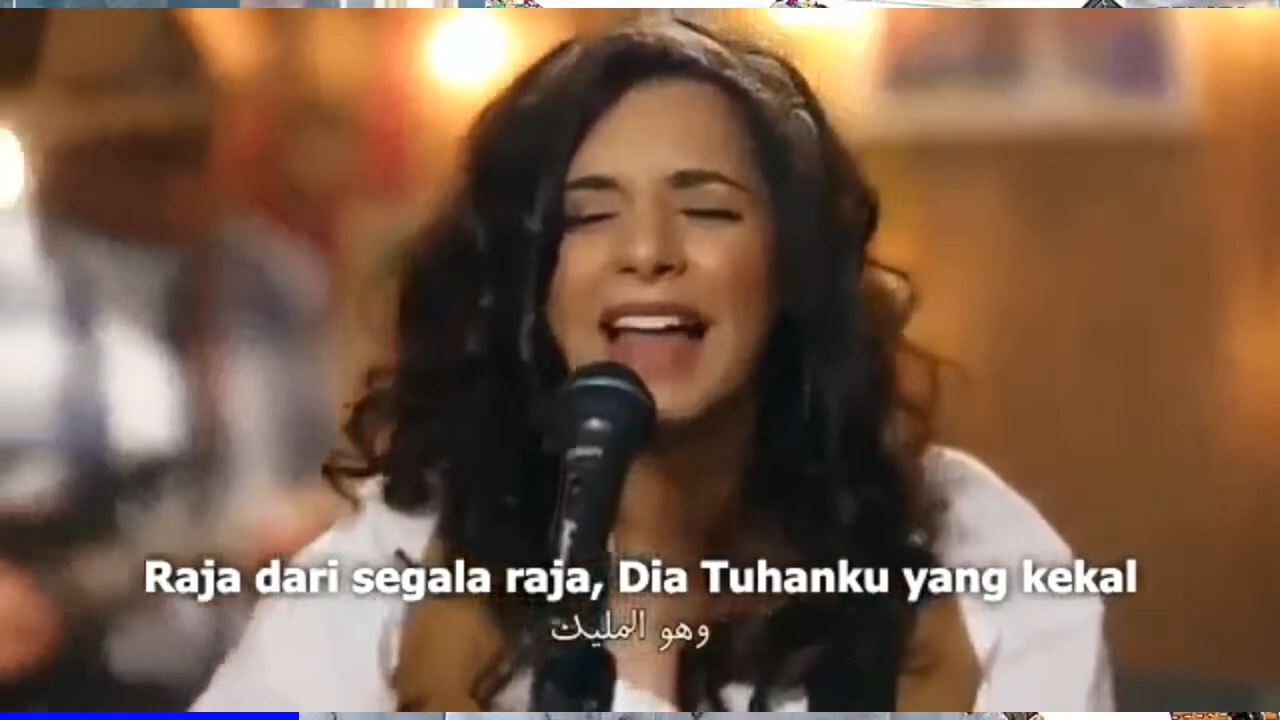 Raja dari segala raja, Dia Tuhanku yang kekal
وهو المليك